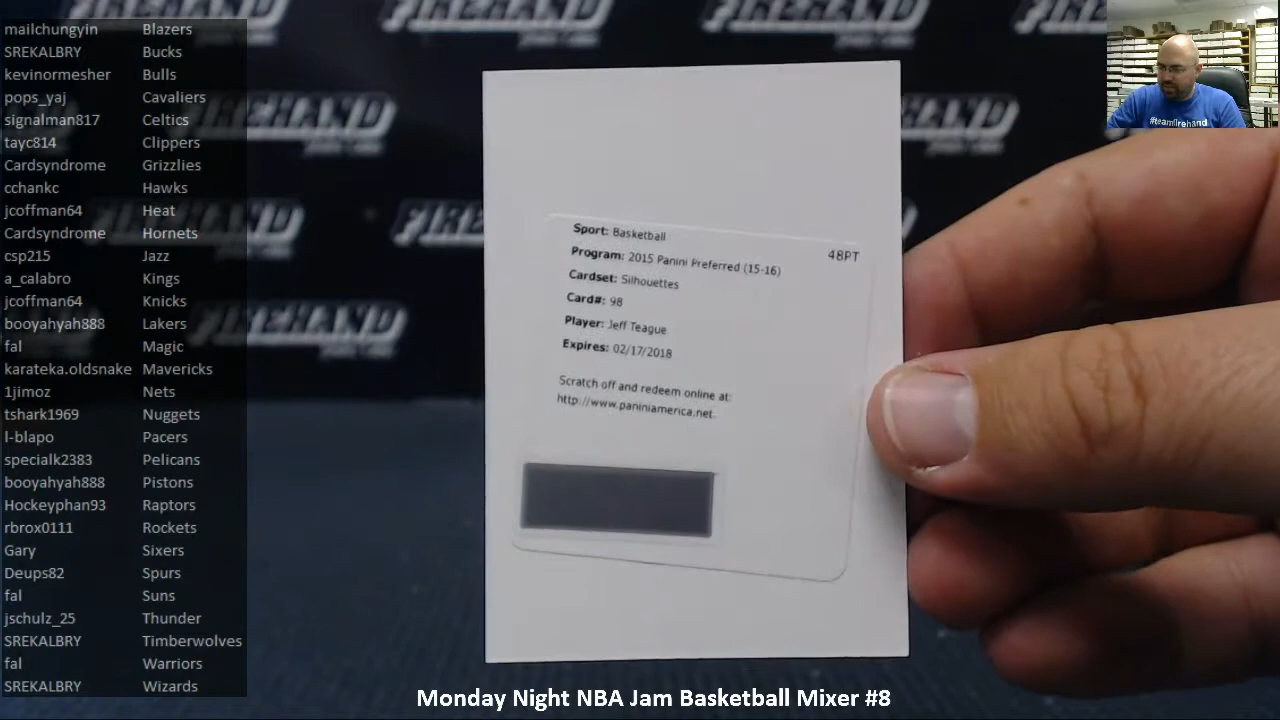 mailchungyin Blazers
SREKALBRY Bucks
kevinormesher Bulls
pops_yaj Cavaliers
signalman817 Celtics
tayc814 Clippers
Cardsyndrome Grizzlies
cchankc Hawks
jcoffman64 Heat
Cardsyndrome Hornets
csp215 Jazz
a_calabro Kings
jcoffman64 Knicks
booyahyah888 Lakers
fal Magic
karateka.oldsnake Mavericks
1jimoz Nets
tshark1969 Nuggets
l-blapo Pacers
specialk2383 Pelicans
booyahyah888 Pistons
Hockeyphan93 Raptors
rbrox0111 Rockets
Gary Sixers
Deups82 Spurs
fal Suns
jschulz_25 Thunder
SREKALBRY Timberwolves
fal Warriors
SREKALBRY Wizards
FIREHAND
FIREHAND
FIREHAND
FIREHAND
#teamfirehand
48PT
Sport: Basketball
Program: 2015 Panini Preferred (15-16)
Cardset: Silhouettes
Card#: 98
Player: Jeff Teague
Expires: 02/17/2018
Scratch off and redeem online at:
http://www.paniniamerica.net.
Monday Night NBA Jam Basketball Mixer #8